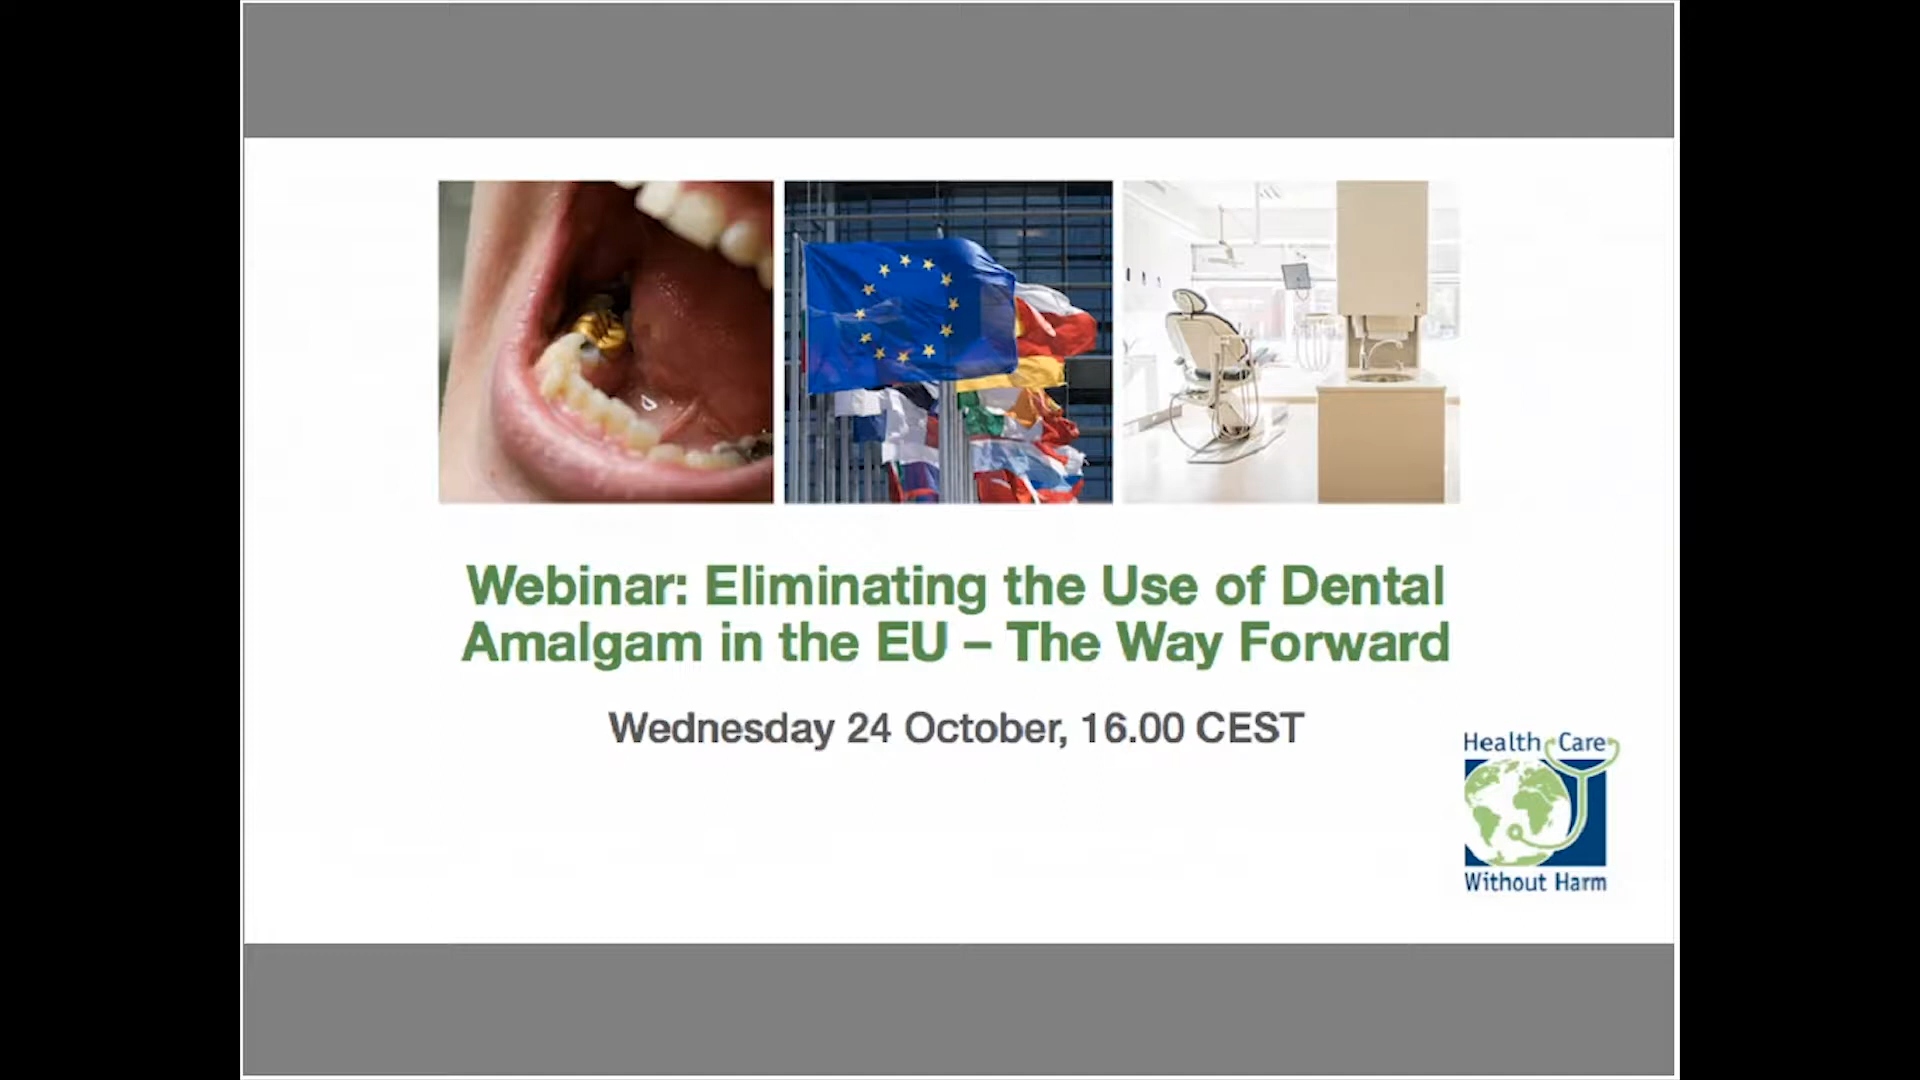 Webinar: Eliminating the Use of Dental
Amalgam in the EU – The Way Forward
Wednesday 24 October, 16.00 CEST
Health Care
Without Harm